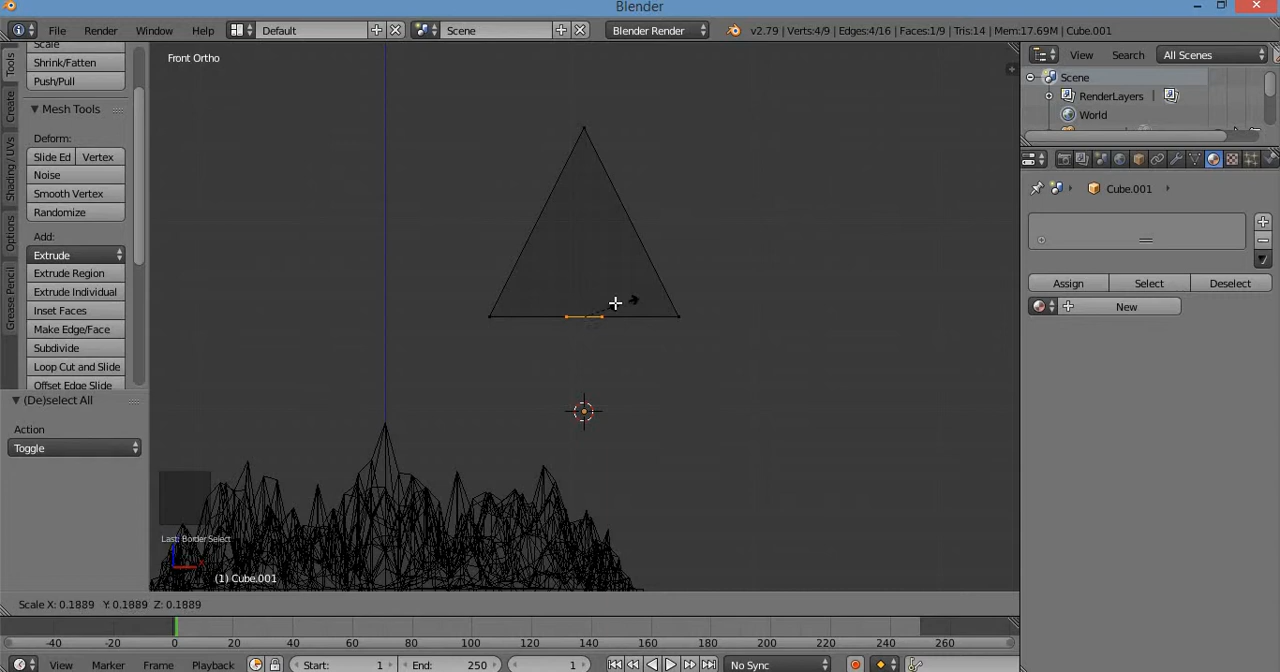 Blender
File Render Window Help Default Scene Blender Render v2.79 | Verts:4/9 | Edges:4/16 | Faces:1/9 | Tris:14 | Mem:17.69M | Cube.001
Tools
Create
Shading / UVs
Options
Grease Pencil
Scale
Shrink/Fatten
Push/Pull
Mesh Tools
Deform:
Slide Ed Vertex
Noise
Smooth Vertex
Randomize
Add:
Extrude
Extrude Region
Extrude Individual
Inset Faces
Make Edge/Face
Subdivide
Loop Cut and Slide
Offset Edge Slide
(De)select All
Action
Toggle
Front Ortho
Last: Border Select
(1) Cube.001
Scale X: 0.1889 Y: 0.1889 Z: 0.1889
View Search All Scenes
Scene
RenderLayers |
World
Cube.001
Assign Select Deselect
New
-40 -20 0 20 40 60 80 100 120 140 160 180 200 220 240 260
View Marker Frame Playback Start: 1 End: 250 1 No Sync